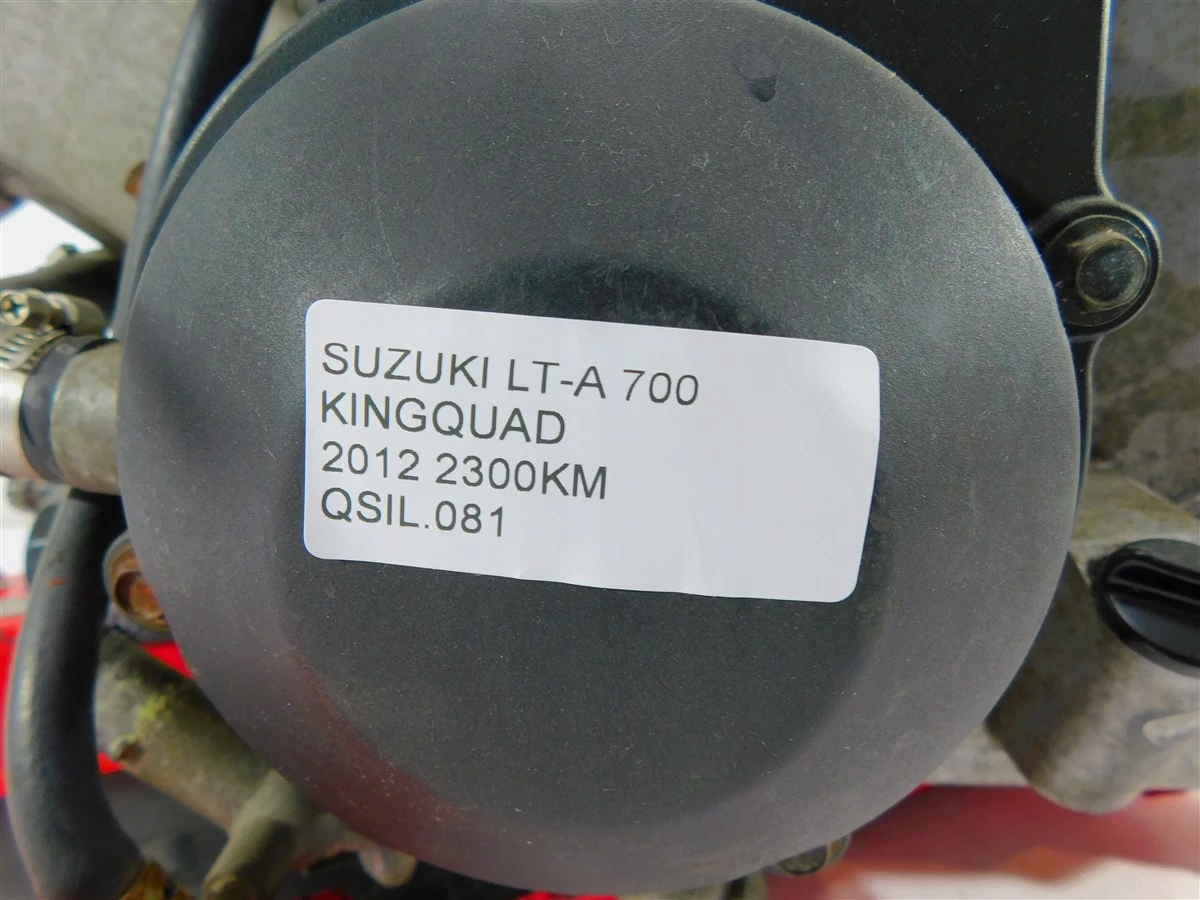 SUZUKI LT-A 700
KINGQUAD
2012 2300KM
QSIL.081